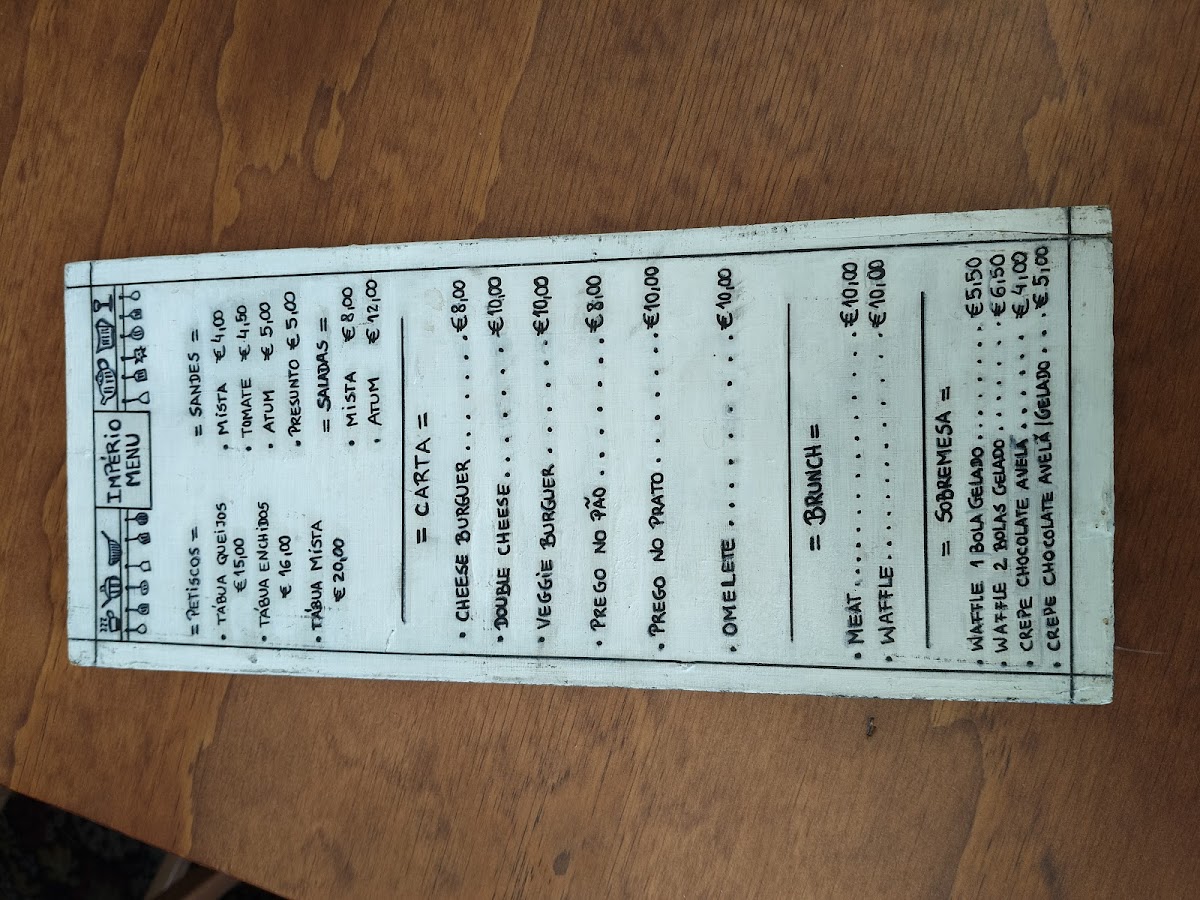 IMPÉRIO
MENU
= PETISCOS =
• TÁBUA QUEIJOS
€ 15,00
• TÁBUA ENCHIDOS
€ 16,00
• TÁBUA MISTA
€ 20,00
= SANDES =
• MISTA € 4,00
• TOMATE € 4,50
• ATUM € 5,00
• PRESUNTO € 5,00
= SALADAS =
• MISTA € 8,00
• ATUM € 12,00
= CARTA =
• CHEESE BURGUER ....... € 8,00
• DOUBLE CHEESE ........ € 10,00
• VEGGIE BURGUER ....... € 10,00
• PREGO NO PÃO ......... € 8,00
• PREGO NO PRATO ....... € 10,00
• OMELETE .............. € 10,00
= BRUNCH =
• MEAT ................. € 10,00
• WAFFLE ............... € 10,00
= SOBREMESA =
• WAFFLE 1 BOLA GELADO ....... € 5,50
• WAFFLE 2 BOLAS GELADO ...... € 6,50
• CREPE CHOCOLATE AVELÃ ...... € 4,00
• CREPE CHOCOLATE AVELÃ | GELADO ... € 5,00